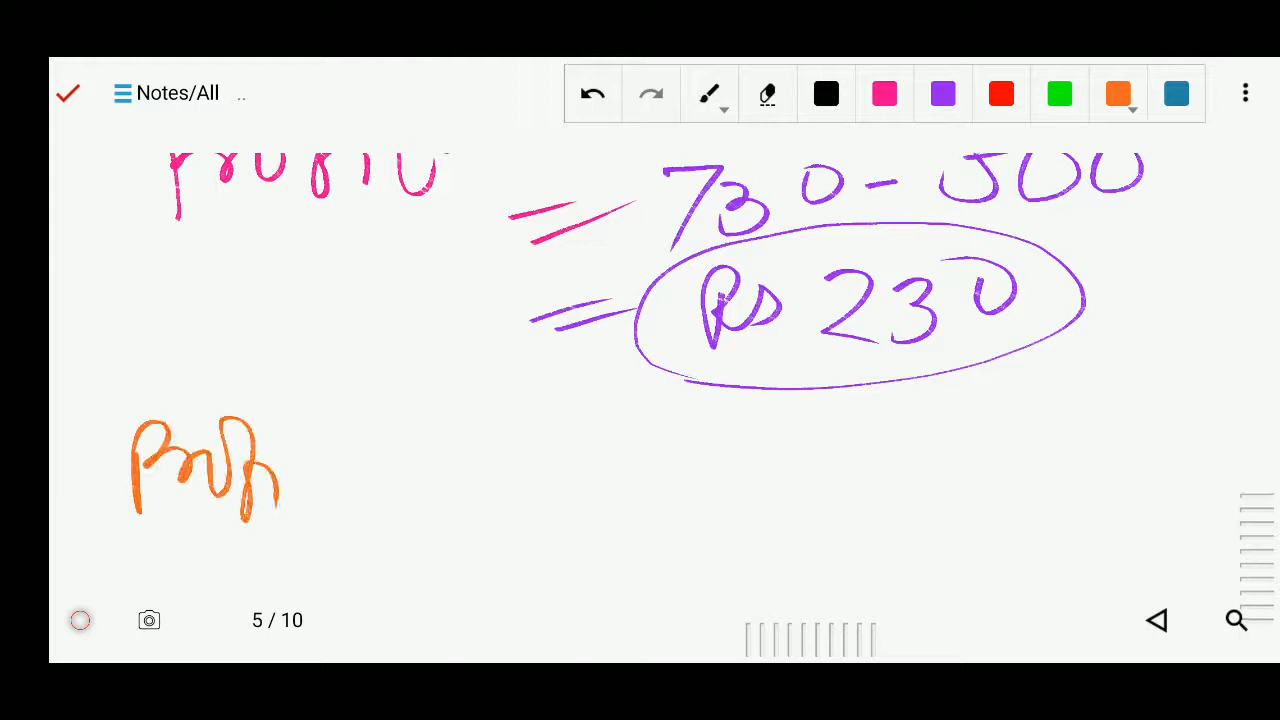 Notes/All ..
Profit
= 730 - 500
= Rs 230
Prof
5 / 10